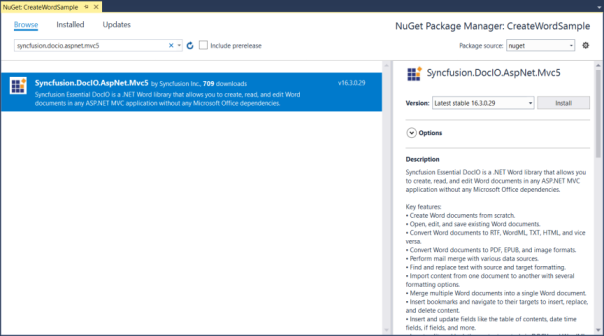 NuGet: CreateWordSample
Browse Installed Updates
NuGet Package Manager: CreateWordSample
syncfusion.docio.aspnet.mvc5
Include prerelease
Package source: nuget
Syncfusion.DocIO.AspNet.Mvc5 by Syncfusion Inc., 709 downloads
v16.3.0.29
Syncfusion Essential DocIO is a .NET Word library that allows you to create, read, and edit Word
documents in any ASP.NET MVC application without any Microsoft Office dependencies.
Syncfusion.DocIO.AspNet.Mvc5
Version: Latest stable 16.3.0.29 Install
Options
Description
Syncfusion Essential DocIO is a .NET Word library that allows you
to create, read, and edit Word documents in any ASP.NET MVC
application without any Microsoft Office dependencies.
Key features:
• Create Word documents from scratch.
• Open, edit, and save existing Word documents.
• Convert Word documents to RTF, WordML, TXT, HTML, and vice
versa.
• Convert Word documents to PDF, EPUB, and image formats.
• Perform mail merge with various data sources.
• Find and replace text with source and target formatting.
• Import content from one document to another with several
formatting options.
• Merge multiple Word documents into a single Word document.
• Insert bookmarks and navigate to their targets to insert, replace,
and delete content.
• Insert and update fields like the table of contents, date time
fields, if fields, and more.